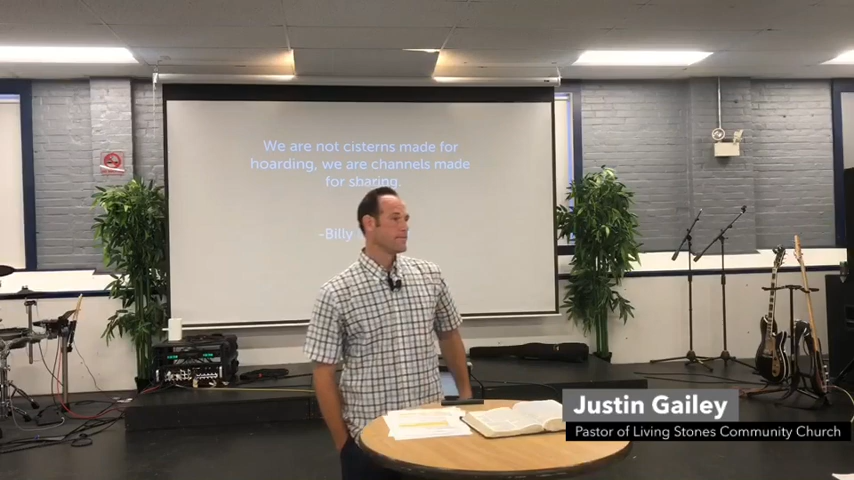 We are not cisterns made for
hoarding, we are channels made
for sharing.
-Billy
Justin Gailey
Pastor of Living Stones Community Church